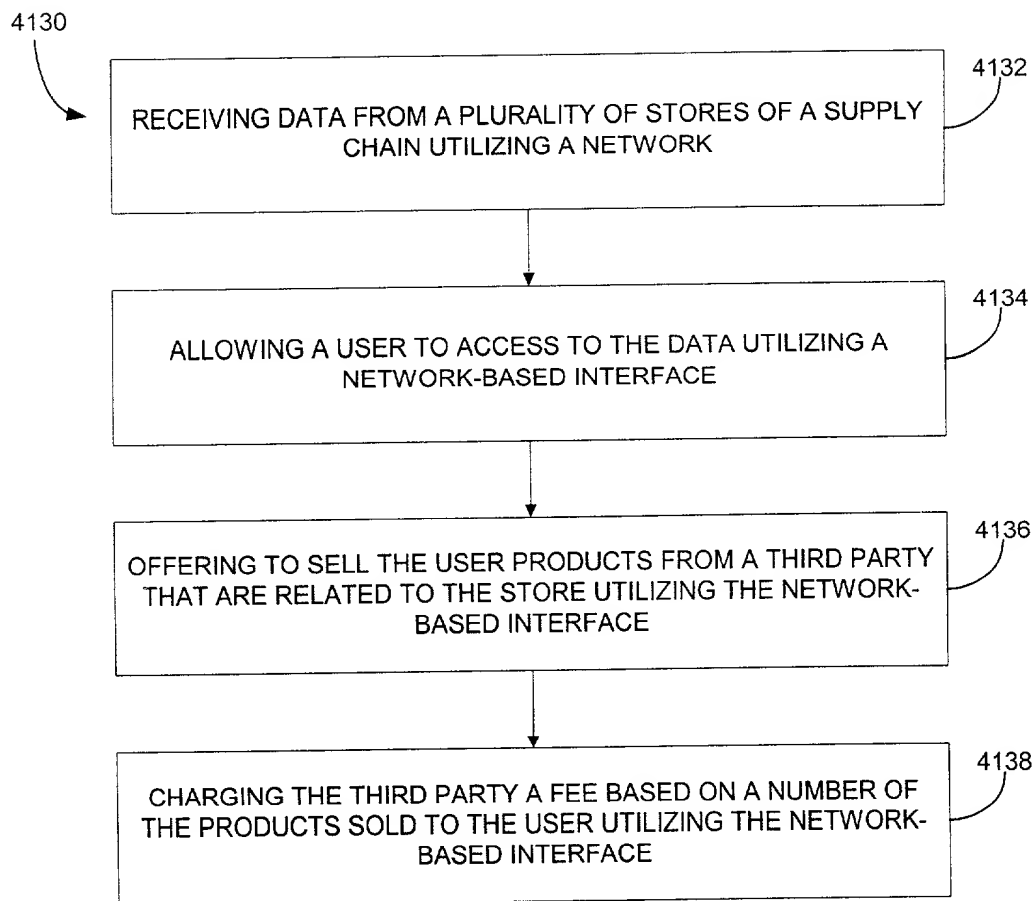 4130
4132
RECEIVING DATA FROM A PLURALITY OF STORES OF A SUPPLY
CHAIN UTILIZING A NETWORK
4134
ALLOWING A USER TO ACCESS TO THE DATA UTILIZING A
NETWORK-BASED INTERFACE
4136
OFFERING TO SELL THE USER PRODUCTS FROM A THIRD PARTY
THAT ARE RELATED TO THE STORE UTILIZING THE NETWORK-
BASED INTERFACE
4138
CHARGING THE THIRD PARTY A FEE BASED ON A NUMBER OF
THE PRODUCTS SOLD TO THE USER UTILIZING THE NETWORK-
BASED INTERFACE